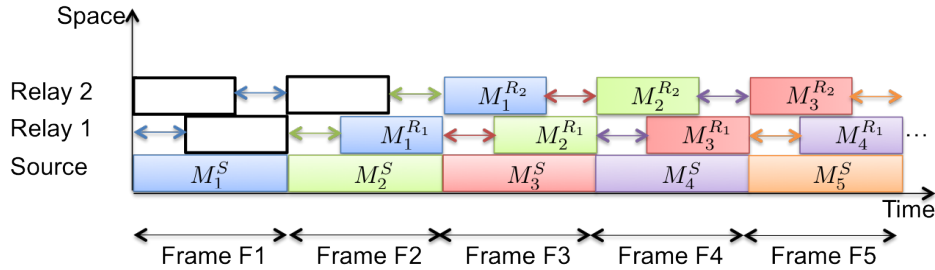 Space
Relay 2 M_1^{R_2} M_2^{R_2} M_3^{R_2}
Relay 1 M_1^{R_1} M_2^{R_1} M_3^{R_1} M_4^{R_1} ...
Source M_1^S M_2^S M_3^S M_4^S M_5^S
Time
Frame F1 Frame F2 Frame F3 Frame F4 Frame F5